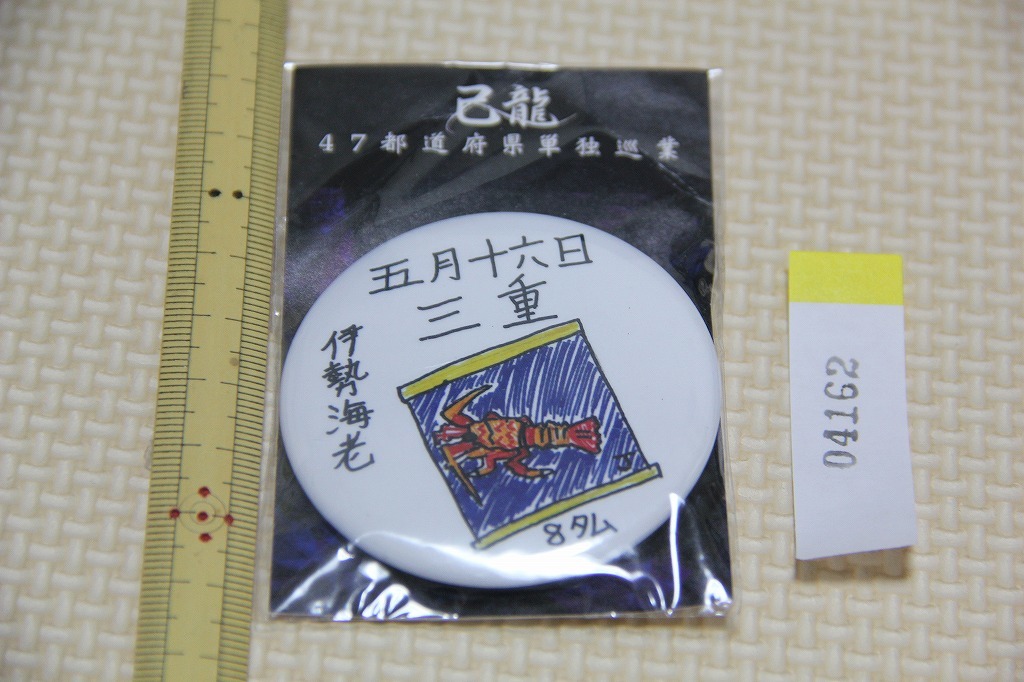 己龍
47都道府県単独巡業
五月十六日
三重
伊勢海老
8タム
04162